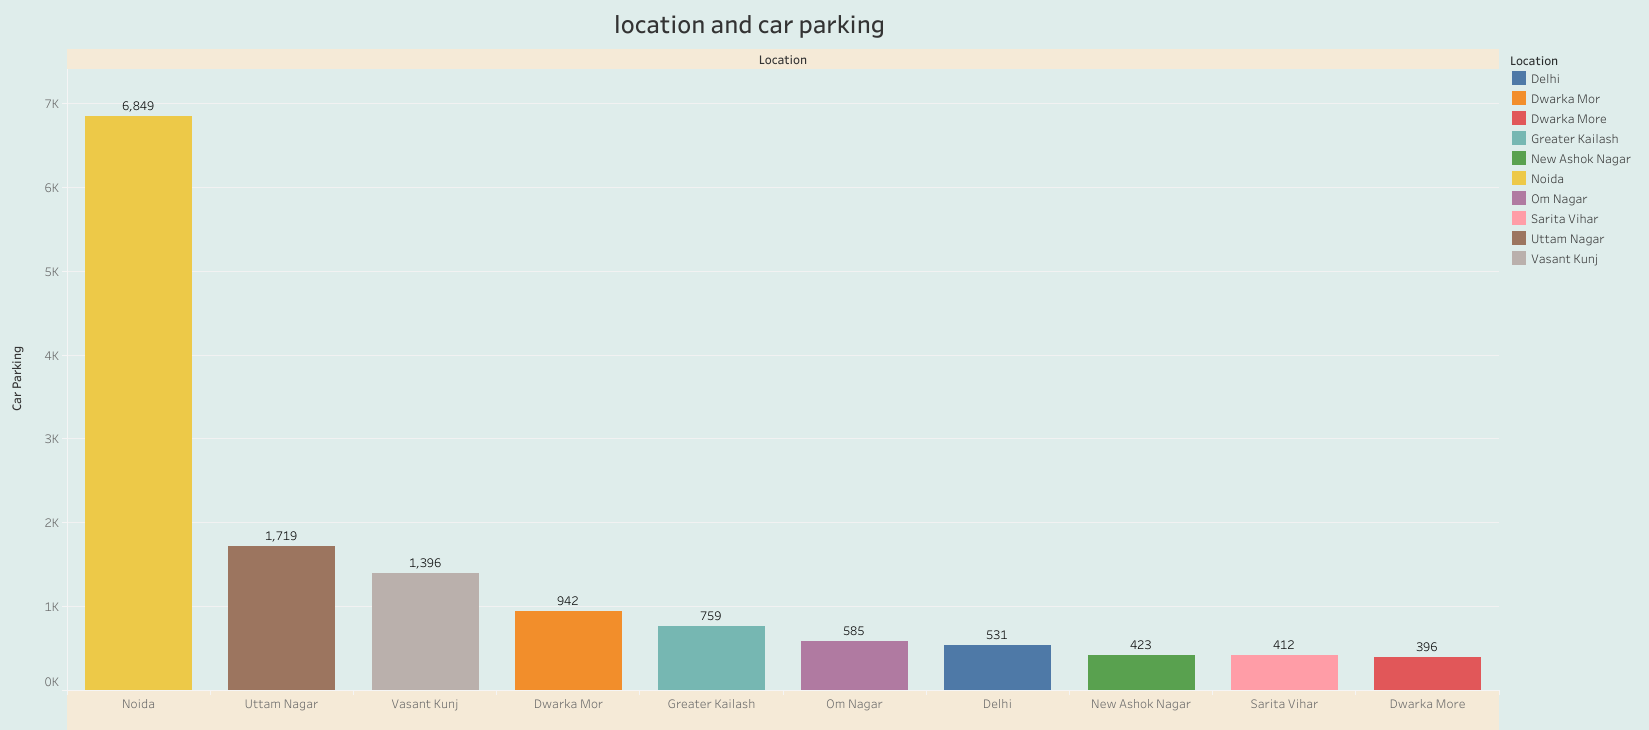 location and car parking
Location
Car Parking
7K
6K
5K
4K
3K
2K
1K
0K
6,849
1,719
1,396
942
759
585
531
423
412
396
Noida
Uttam Nagar
Vasant Kunj
Dwarka Mor
Greater Kailash
Om Nagar
Delhi
New Ashok Nagar
Sarita Vihar
Dwarka More
Location
Delhi
Dwarka Mor
Dwarka More
Greater Kailash
New Ashok Nagar
Noida
Om Nagar
Sarita Vihar
Uttam Nagar
Vasant Kunj